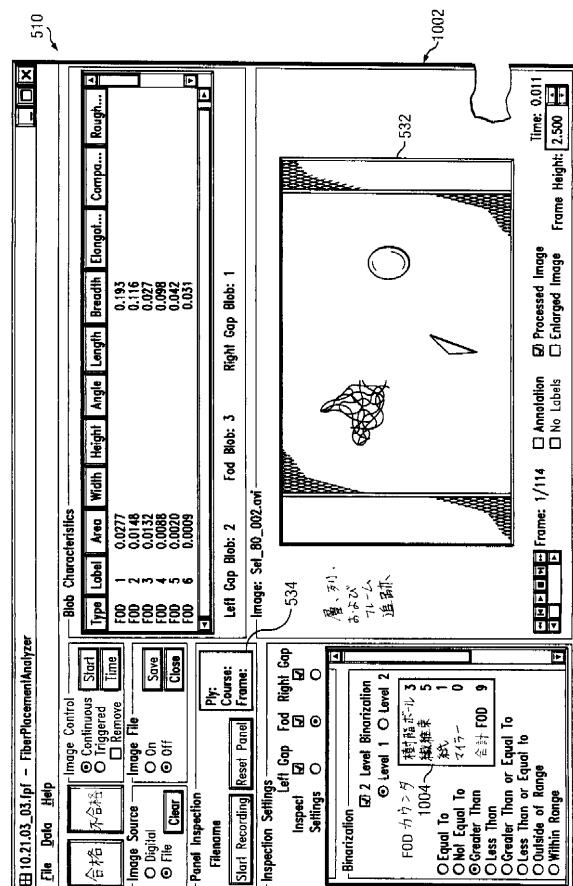 510
10.21.03_03.fpf - FiberPlacementAnalyzer
File Data Help
合格 不合格
Image Control
Continuous
Triggered
Remove
Start
Time
Image Source
Digital
File
Clear
Image File
On
Off
Save
Close
Panel Inspection
Filename
Start Recording
Reset Panel
Ply:
Course:
Frame:
534
Inspection Settings
Left Gap Fod Right Gap
Inspect
Settings
Binarization
2 Level Binarization
Level 1 Level 2
FOD カウンタ
1004
樹脂ボール 3
繊維束 5
紙 1
マイラー 0
合計 FOD 9
Equal To
Not Equal To
Greater Than
Less Than
Greater Than or Equal To
Less Than or Equal to
Outside of Range
Within Range
Blob Characteristics
Type Label Area Width Height Angle Length Breadth Elongat... Compa... Rough...
FOD 1 0.0277 0.193
FOD 2 0.0148 0.116
FOD 3 0.0132 0.027
FOD 4 0.0088 0.098
FOD 5 0.0020 0.042
FOD 6 0.0009 0.031
Left Gap Blob: 2 Fod Blob: 3 Right Gap Blob: 1
Image: Set_80_002.avi
層、列、
および
フレーム
追跡
532
1002
Frame: 1/114
Annotation
No Labels
Processed Image
Enlarged Image
Time: 0.011
Frame Height: 2.500